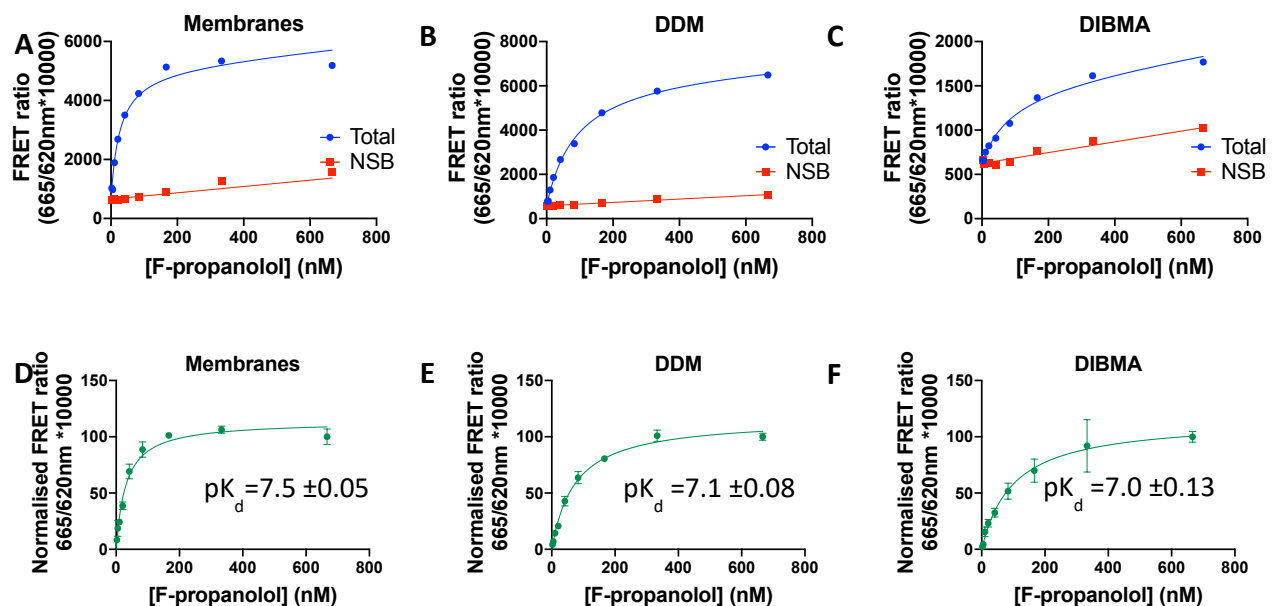 A
Membranes
FRET ratio
(665/620nm*10000)
6000
4000
2000
0
0 200 400 600 800
[F-propanolol] (nM)
Total
NSB
B
DDM
FRET ratio
(665/620nm*10000)
8000
6000
4000
2000
0
0 200 400 600 800
[F-propanolol] (nM)
Total
NSB
C
DIBMA
FRET ratio
(665/620nm*10000)
2000
1500
1000
500
0
0 200 400 600 800
[F-propanolol] (nM)
Total
NSB
D
Membranes
Normalised FRET ratio
665/620nm *10000
150
100
50
0
0 200 400 600 800
[F-propanolol] (nM)
pKd=7.5 ±0.05
E
DDM
Normalised FRET ratio
665/620nm *10000
150
100
50
0
0 200 400 600 800
[F-propanolol] (nM)
pKd=7.1 ±0.08
F
DIBMA
Normalised FRET ratio
665/620nm *10000
150
100
50
0
0 200 400 600 800
[F-propanolol] (nM)
pKd=7.0 ±0.13